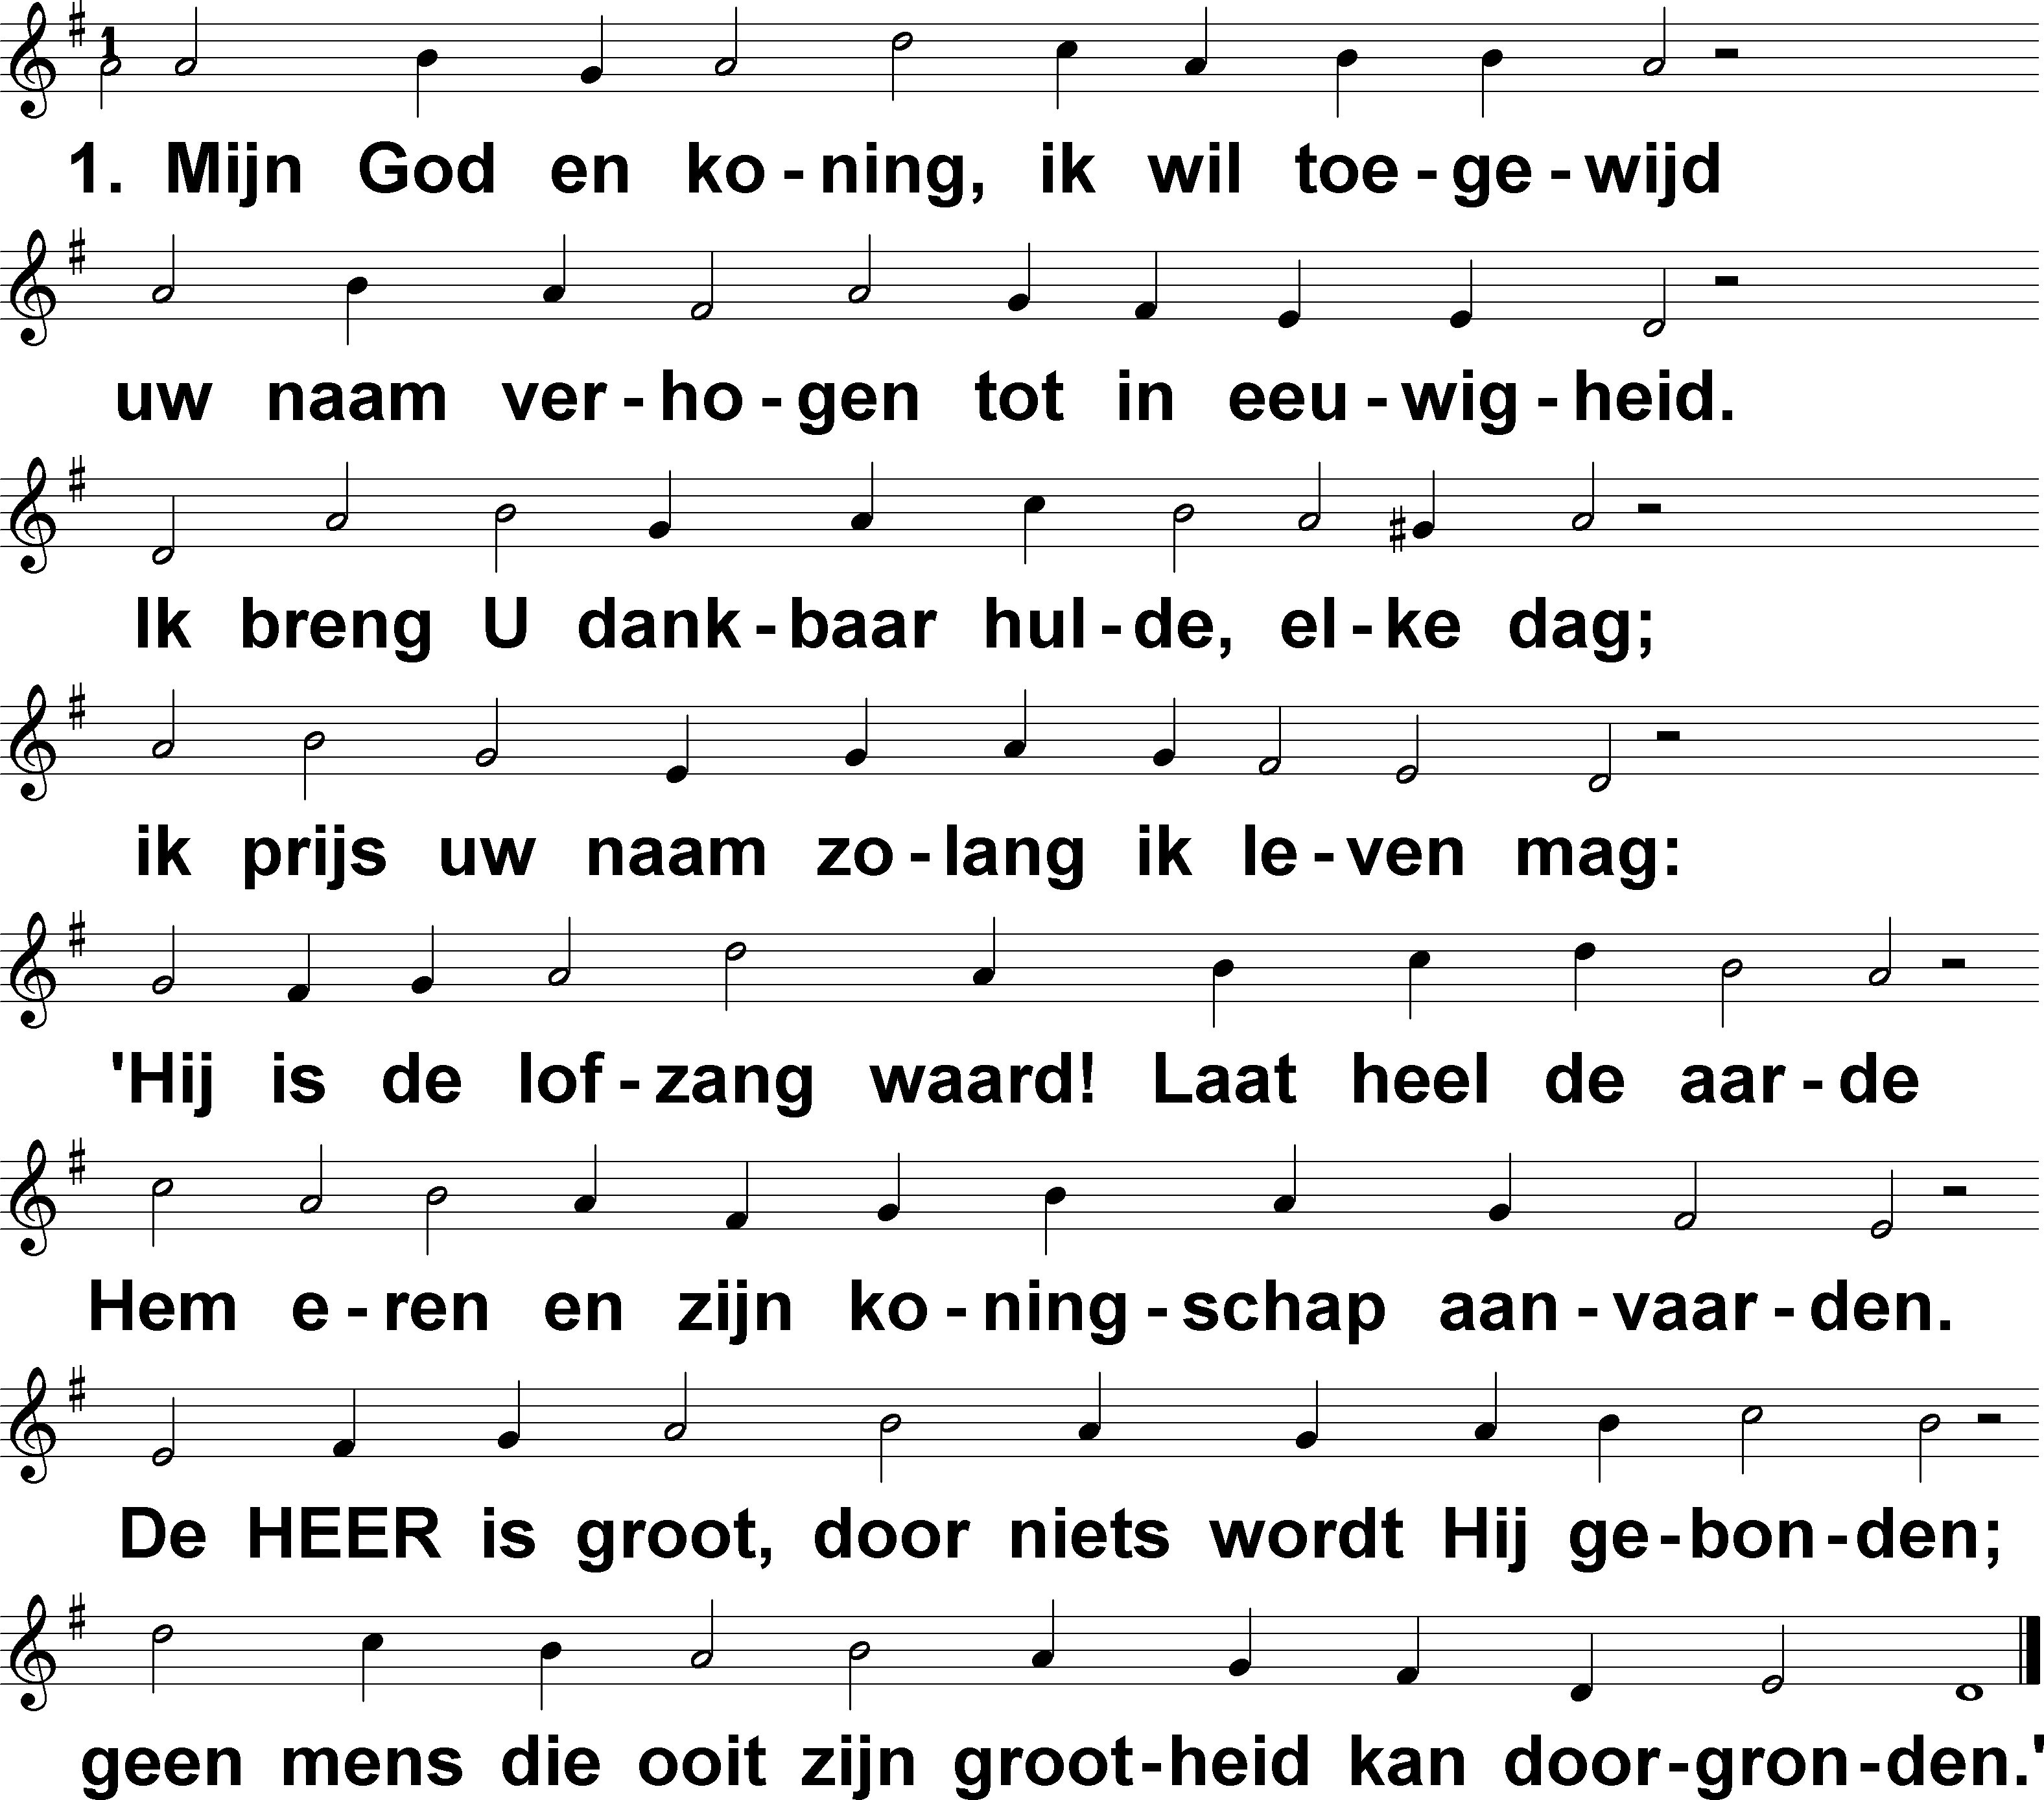 1. Mijn God en ko - ning, ik wil toe - ge - wijd
uw naam ver - ho - gen tot in eeu - wig - heid.
Ik breng U dank - baar hul - de, el - ke dag;
ik prijs uw naam zo - lang ik le - ven mag:
'Hij is de lof - zang waard! Laat heel de aar - de
Hem e - ren en zijn ko - ning - schap aan - vaar - den.
De HEER is groot, door niets wordt Hij ge - bon - den;
geen mens die ooit zijn groot - heid kan door - gron - den.'